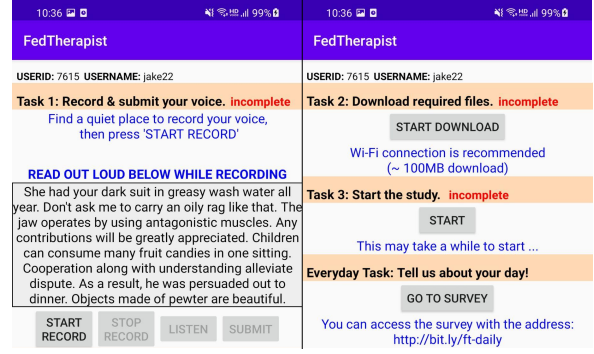 10:36 HD 99%
FedTherapist
USERID: 7615 USERNAME: jake22
Task 1: Record & submit your voice. incomplete
Find a quiet place to record your voice,
then press 'START RECORD'
READ OUT LOUD BELOW WHILE RECORDING
She had your dark suit in greasy wash water all
year. Don't ask me to carry an oily rag like that. The
jaw operates by using antagonistic muscles. Any
contributions will be greatly appreciated. Children
can consume many fruit candies in one sitting.
Cooperation along with understanding alleviate
dispute. As a result, he was persuaded out to
dinner. Objects made of pewter are beautiful.
START RECORD
STOP RECORD
LISTEN
SUBMIT
10:36 HD 99%
FedTherapist
USERID: 7615 USERNAME: jake22
Task 2: Download required files. incomplete
START DOWNLOAD
Wi-Fi connection is recommended
(~ 100MB download)
Task 3: Start the study. incomplete
START
This may take a while to start ...
Everyday Task: Tell us about your day!
GO TO SURVEY
You can access the survey with the address:
http://bit.ly/ft-daily